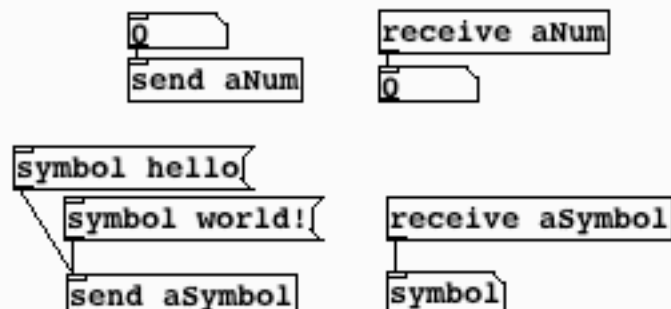 0
receive aNum
send aNum
0
symbol hello
symbol world!
receive aSymbol
send aSymbol
symbol